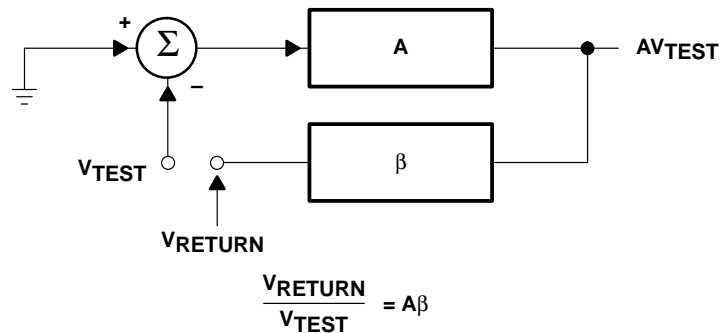 +
Σ
A
AVTEST
−
VTEST
β
VRETURN
VRETURN
VTEST
= Aβ